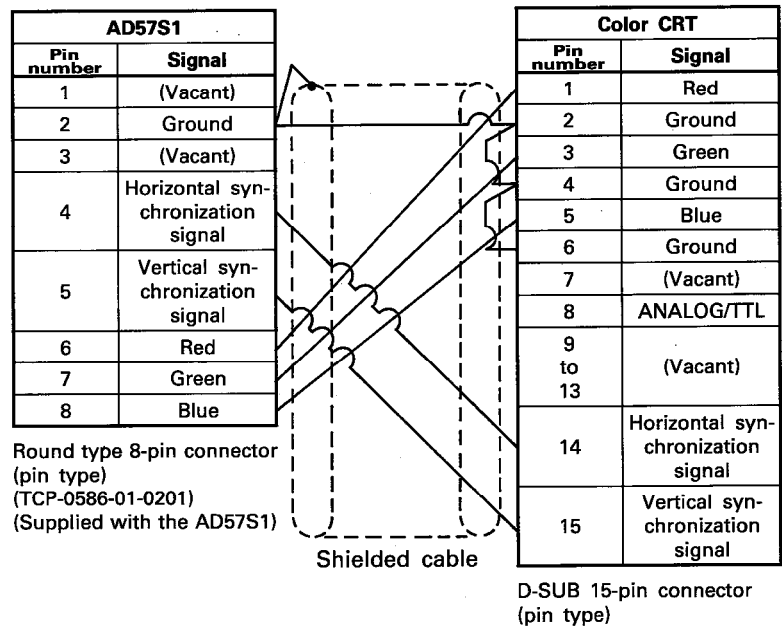 AD57S1
Pin number
Signal
1
(Vacant)
2
Ground
3
(Vacant)
4
Horizontal syn-
chronization
signal
5
Vertical syn-
chronization
signal
6
Red
7
Green
8
Blue
Round type 8-pin connector
(pin type)
(TCP-0586-01-0201)
(Supplied with the AD57S1)
Shielded cable
Color CRT
Pin number
Signal
1
Red
2
Ground
3
Green
4
Ground
5
Blue
6
Ground
7
(Vacant)
8
ANALOG/TTL
9
to
13
(Vacant)
14
Horizontal syn-
chronization
signal
15
Vertical syn-
chronization
signal
D-SUB 15-pin connector
(pin type)